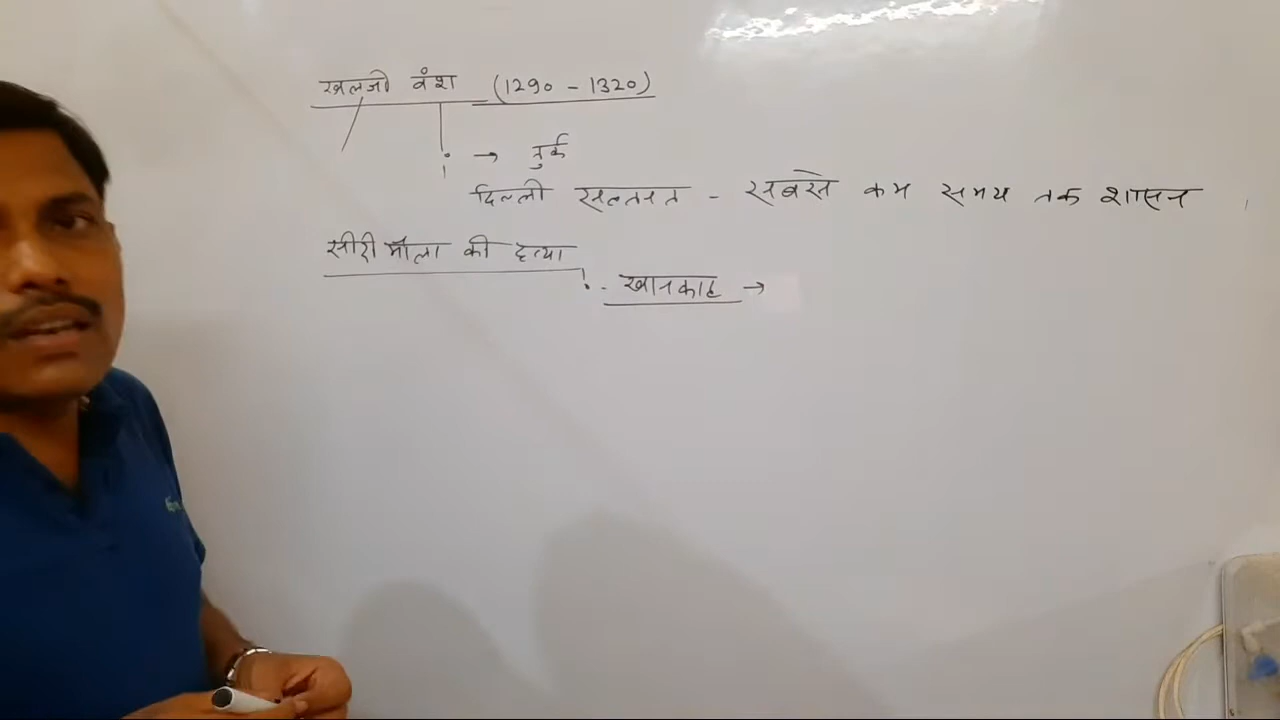 खलजी वंश (1290 - 1320)
→ तुर्क
दिल्ली सल्तनत - सबसे कम समय तक शासन
सीदी मौला की हत्या
खानकाह →